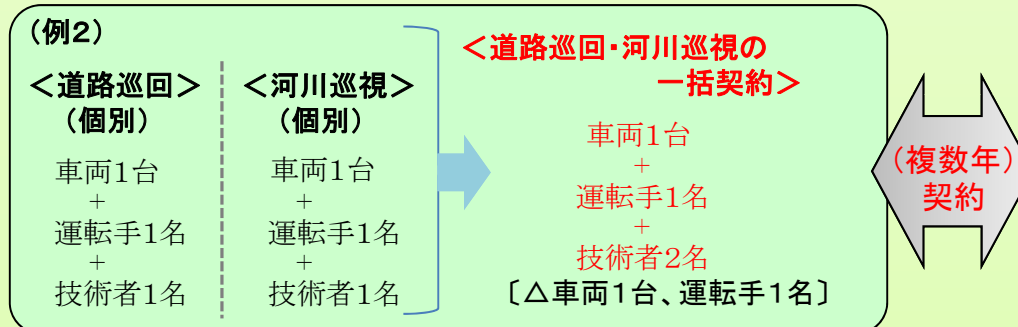 (例2)
＜道路巡回＞
(個別)
車両1台
+
運転手1名
+
技術者1名
＜河川巡視＞
(個別)
車両1台
+
運転手1名
+
技術者1名
＜道路巡回・河川巡視の
一括契約＞
車両1台
+
運転手1名
+
技術者2名
〔△車両1台、運転手1名〕
(複数年)
契約